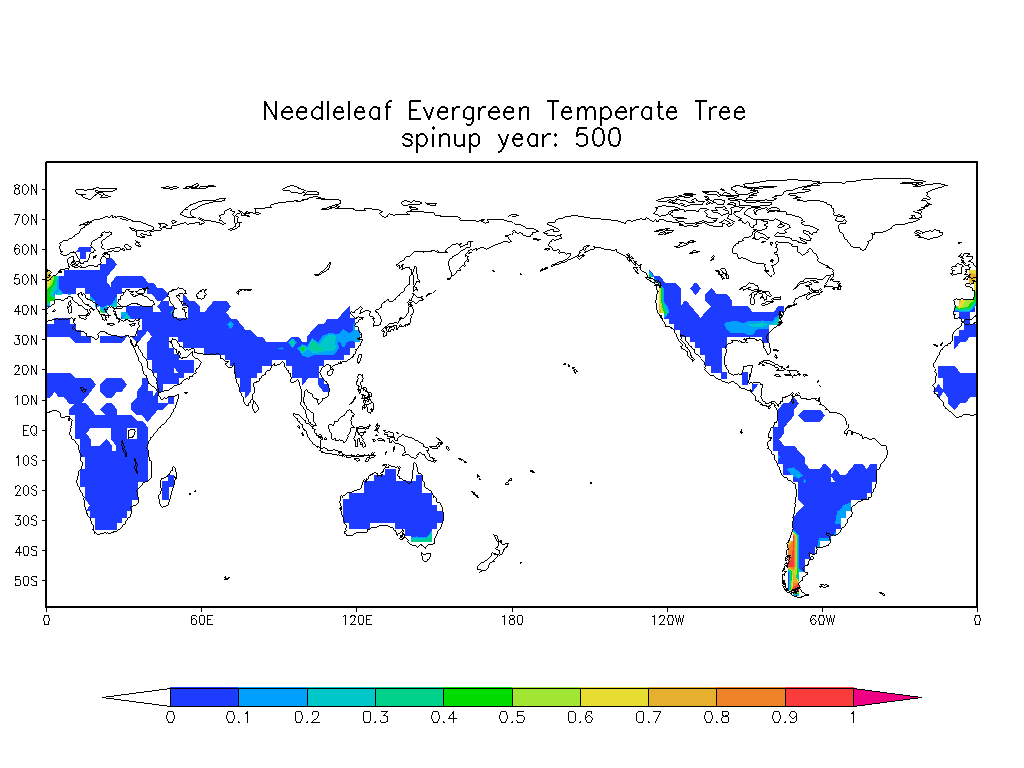 Needleleaf Evergreen Temperate Tree
spinup year: 500
80N
70N
60N
50N
40N
30N
20N
10N
EQ
10S
20S
30S
40S
50S
0 60E 120E 180 120W 60W 0
0 0.1 0.2 0.3 0.4 0.5 0.6 0.7 0.8 0.9 1